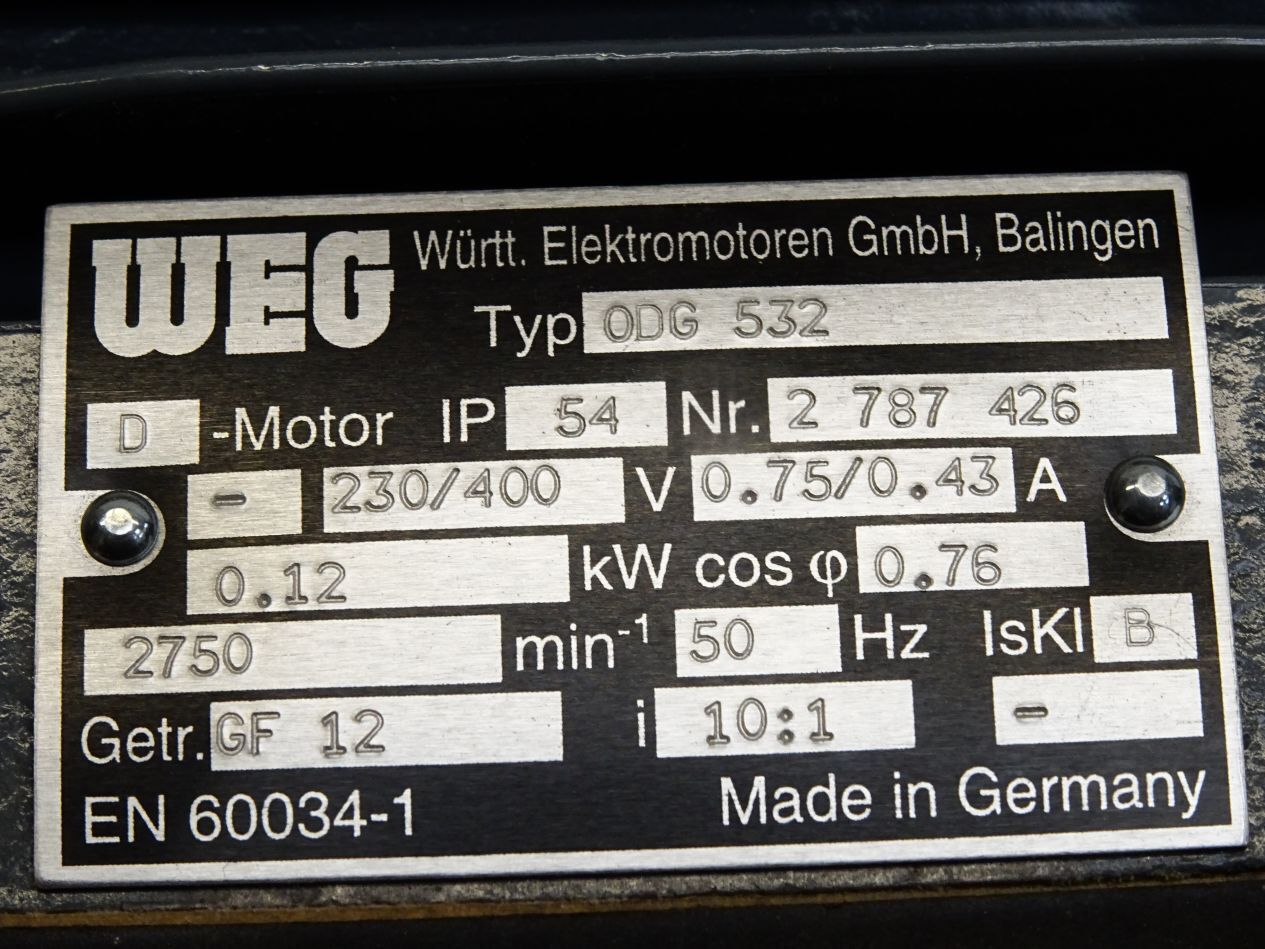 WEG Württ. Elektromotoren GmbH, Balingen
Typ ODG 532
D -Motor IP 54 Nr. 2 787 426
- 230/400 V 0.75/0.43 A
0.12 kW cos φ 0.76
2750 min-1 50 Hz IsKl B
Getr. GF 12 i 10:1 -
EN 60034-1 Made in Germany